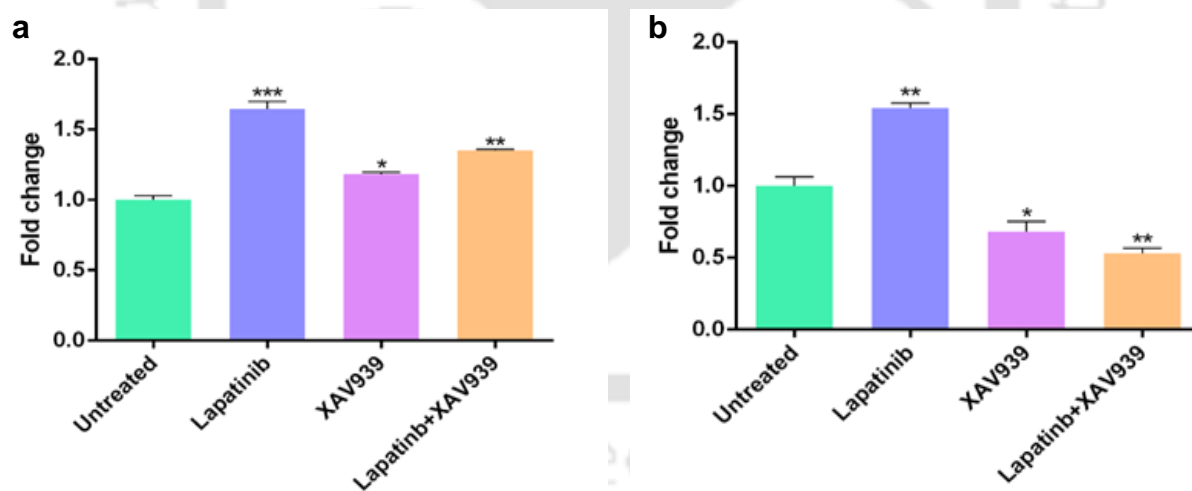 a
Fold change
2.0
1.5
1.0
0.5
0.0
***
*
**
Untreated
Lapatinib
XAV939
Lapatinb+XAV939
b
Fold change
2.0
1.5
1.0
0.5
0.0
**
*
**
Untreated
Lapatinib
XAV939
Lapatinb+XAV939